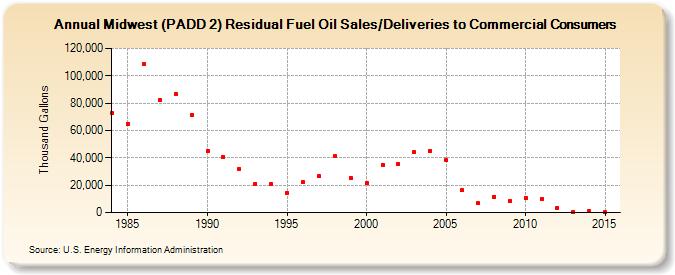 Annual Midwest (PADD 2) Residual Fuel Oil Sales/Deliveries to Commercial Consumers
Thousand Gallons
120,000
100,000
80,000
60,000
40,000
20,000
0
1985 1990 1995 2000 2005 2010 2015
Source: U.S. Energy Information Administration